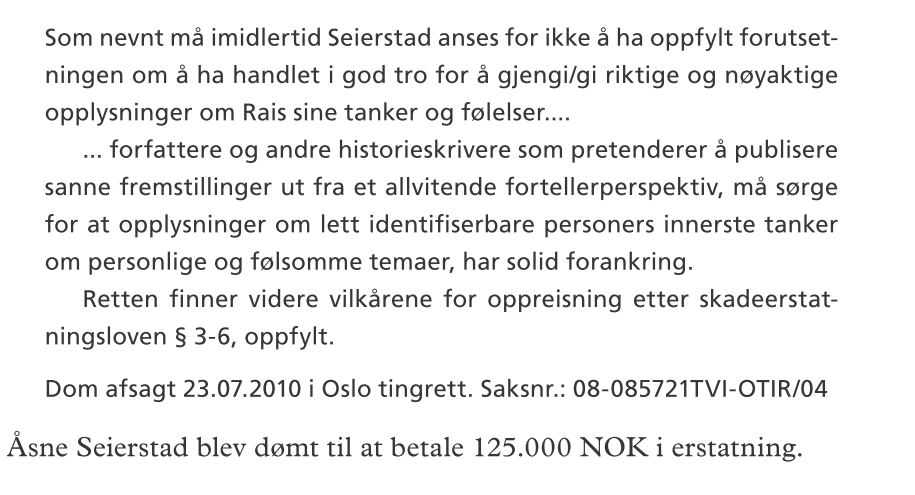 Som nevnt må imidlertid Seierstad anses for ikke å ha oppfylt forutset-
ningen om å ha handlet i god tro for å gjengi/gi riktige og nøyaktige
opplysninger om Rais sine tanker og følelser....
... forfattere og andre historieskrivere som pretenderer å publisere
sanne fremstillinger ut fra et allvitende fortellerperspektiv, må sørge
for at opplysninger om lett identifiserbare personers innerste tanker
om personlige og følsomme temaer, har solid forankring.
Retten finner videre vilkårene for oppreisning etter skadeerstat-
ningsloven § 3-6, oppfylt.
Dom afsagt 23.07.2010 i Oslo tingrett. Saksnr.: 08-085721TVI-OTIR/04
Åsne Seierstad blev dømt til at betale 125.000 NOK i erstatning.